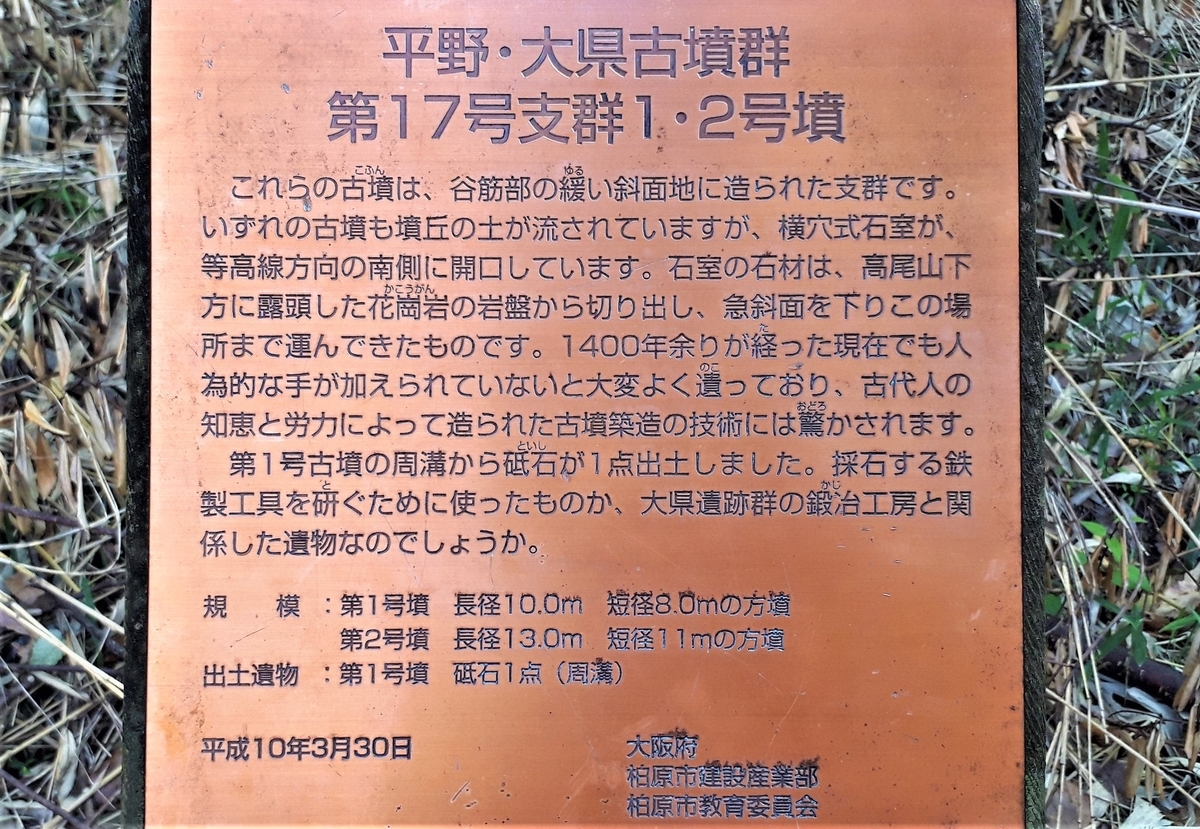 平野・大県古墳群
第17号支群1・2号墳
これらの古墳は、谷筋部の緩い斜面地に造られた支群です。
いずれの古墳も墳丘の土が流されていますが、横穴式石室が、
等高線方向の南側に開口しています。石室の石材は、高尾山下
方に露頭した花崗岩の岩盤から切り出し、急斜面を下りこの場
所まで運んできたものです。1400年余りが経った現在でも人
為的な手が加えられていないと大変よく遺っており、古代人の
知恵と労力によって造られた古墳築造の技術には驚かされます。
第1号古墳の周溝から砥石が1点出土しました。採石する鉄
製工具を研ぐために使ったものか、大県遺跡群の鍛冶工房と関
係した遺物なのでしょうか。
規　模：第1号墳　長径10.0m　短径8.0mの方墳
第2号墳　長径13.0m　短径11mの方墳
出土遺物：第1号墳　砥石1点（周溝）
平成10年3月30日
大阪府
柏原市建設産業部
柏原市教育委員会